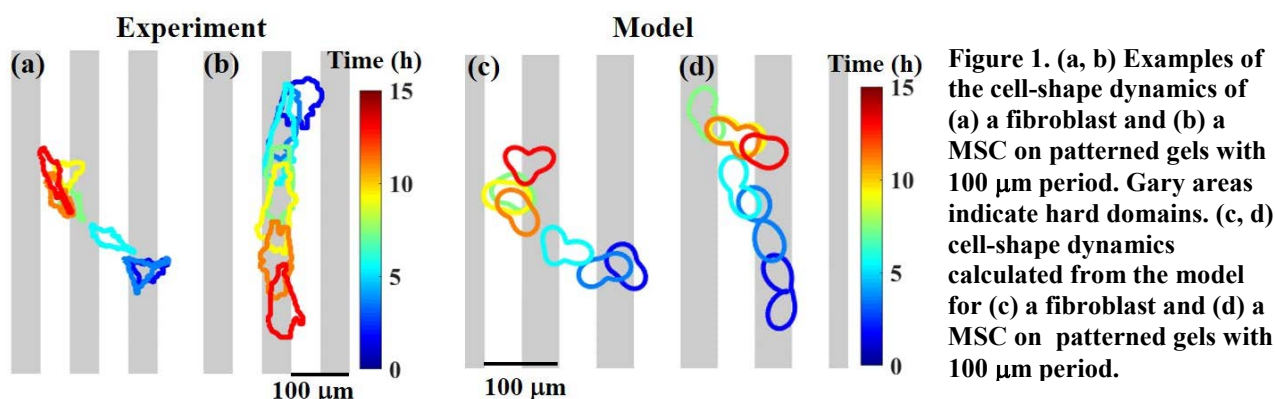 Experiment
Model
(a)
(b)
Time (h)
15
10
5
0
100 μm
(c)
(d)
Time (h)
15
10
5
0
100 μm
Figure 1. (a, b) Examples of
the cell-shape dynamics of
(a) a fibroblast and (b) a
MSC on patterned gels with
100 μm period. Gary areas
indicate hard domains. (c, d)
cell-shape dynamics
calculated from the model
for (c) a fibroblast and (d) a
MSC on patterned gels with
100 μm period.